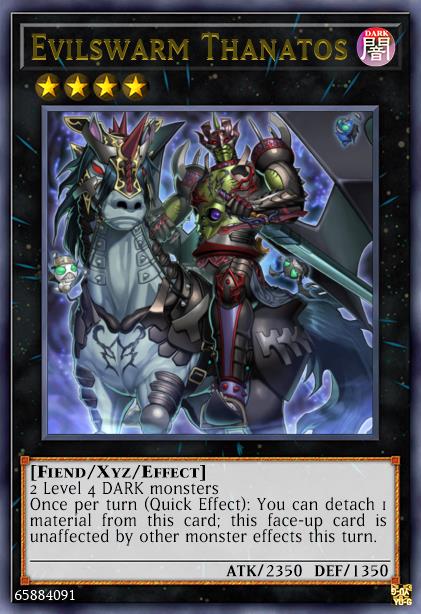 Evilswarm Thanatos
DARK
闇
[Fiend/Xyz/Effect]
2 Level 4 DARK monsters
Once per turn (Quick Effect): You can detach 1
material from this card; this face-up card is
unaffected by other monster effects this turn.
ATK/2350 DEF/1350
65884091